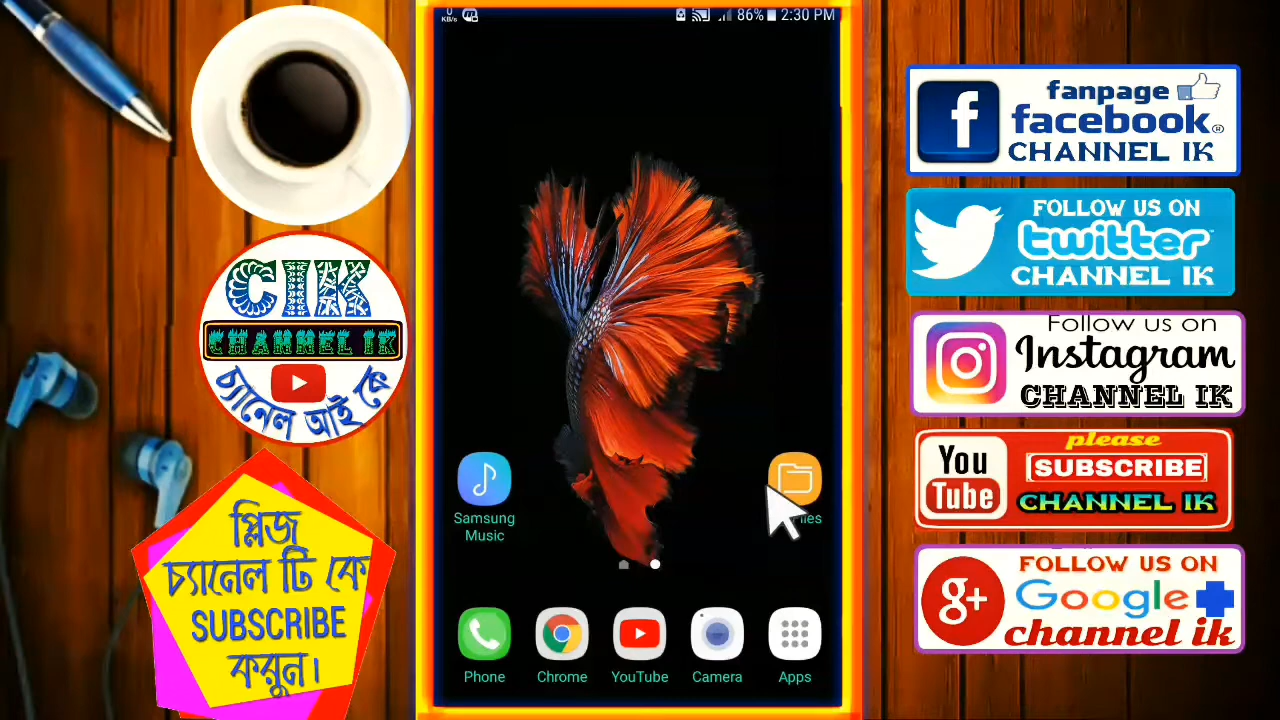 0
KB/s
86% 2:30 PM
CIK
CHANNEL IK
চ্যানেল আই কে
প্লিজ
চ্যানেল টি কে
SUBSCRIBE
করুন।
Samsung
Music
Phone
Chrome
YouTube
Camera
Apps
fanpage
facebook®
CHANNEL IK
FOLLOW US ON
twitter™
CHANNEL IK
Follow us on
Instagram
CHANNEL IK
You
Tube
please
SUBSCRIBE
CHANNEL IK
g+
FOLLOW US ON
Google+
channel ik